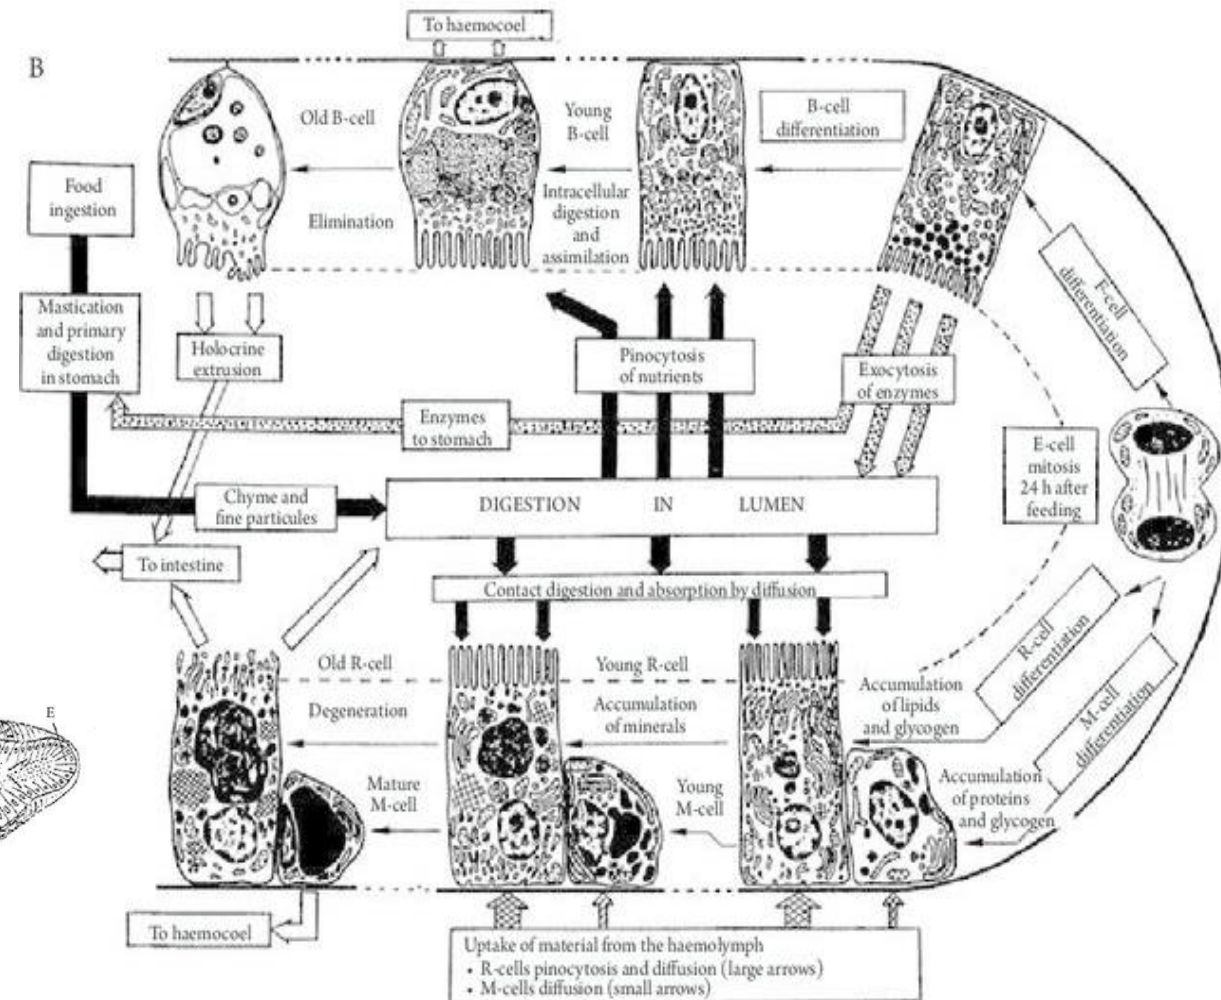 B
To haemocoel
Old B-cell
Elimination
Young
B-cell
Intracellular
digestion
and
assimilation
B-cell
differentiation
Food
ingestion
Mastication
and primary
digestion
in stomach
Holocrine
extrusion
Pinocytosis
of nutrients
Exocytosis
of enzymes
F-cell
differentiation
Enzymes
to stomach
E-cell
mitosis
24 h after
feeding
Chyme and
fine particules
DIGESTION IN LUMEN
To intestine
Contact digestion and absorption by diffusion
Old R-cell
Degeneration
Young R-cell
Accumulation
of minerals
Accumulation
of lipids
and glycogen
R-cell
differentiation
M-cell
differentiation
E
Mature
M-cell
Young
M-cell
Accumulation
of proteins
and glycogen
To haemocoel
Uptake of material from the haemolymph
• R-cells pinocytosis and diffusion (large arrows)
• M-cells diffusion (small arrows)